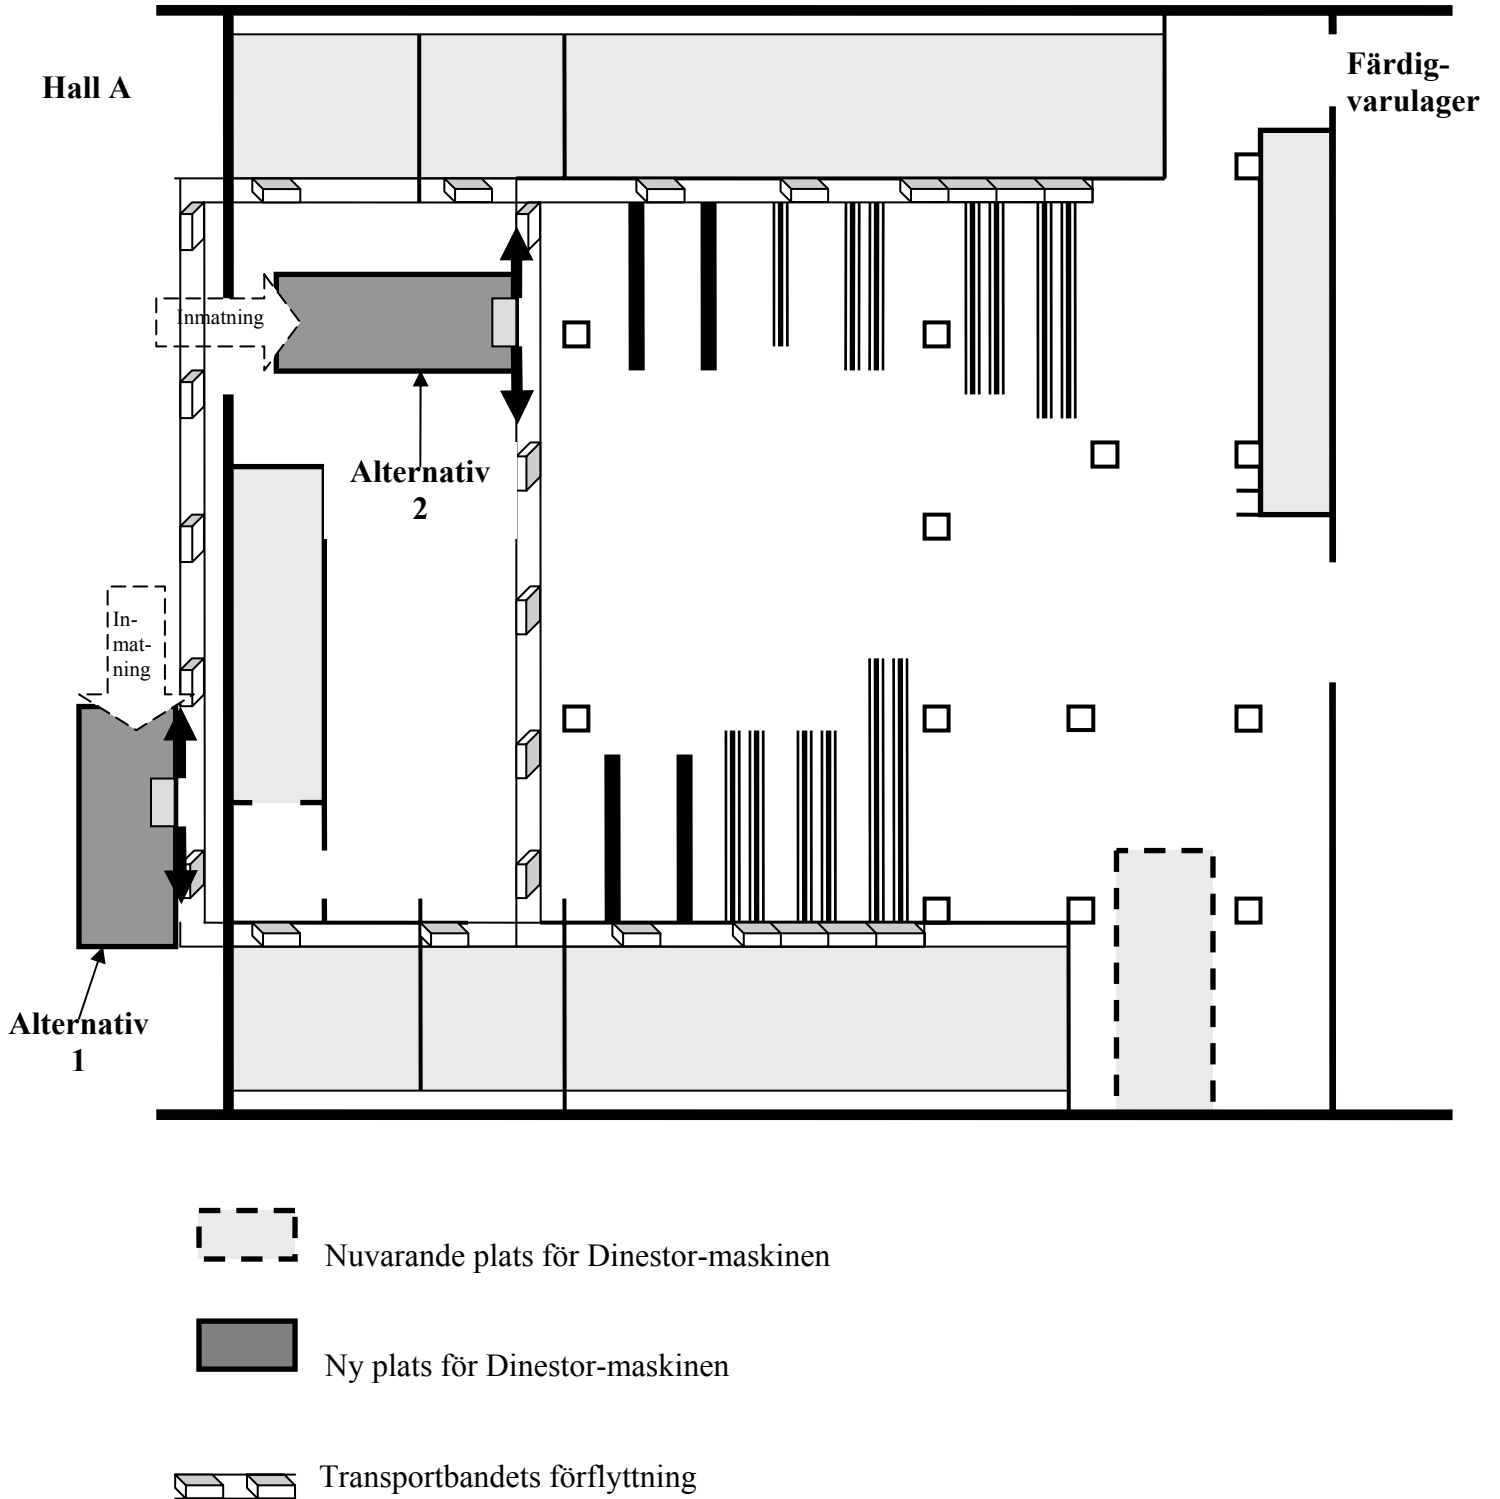 Hall A
Färdig-
varulager
Inmatning
Alternativ
2
In-
mat-
ning
Alternativ
1
Nuvarande plats för Dinestor-maskinen
Ny plats för Dinestor-maskinen
Transportbandets förflyttning